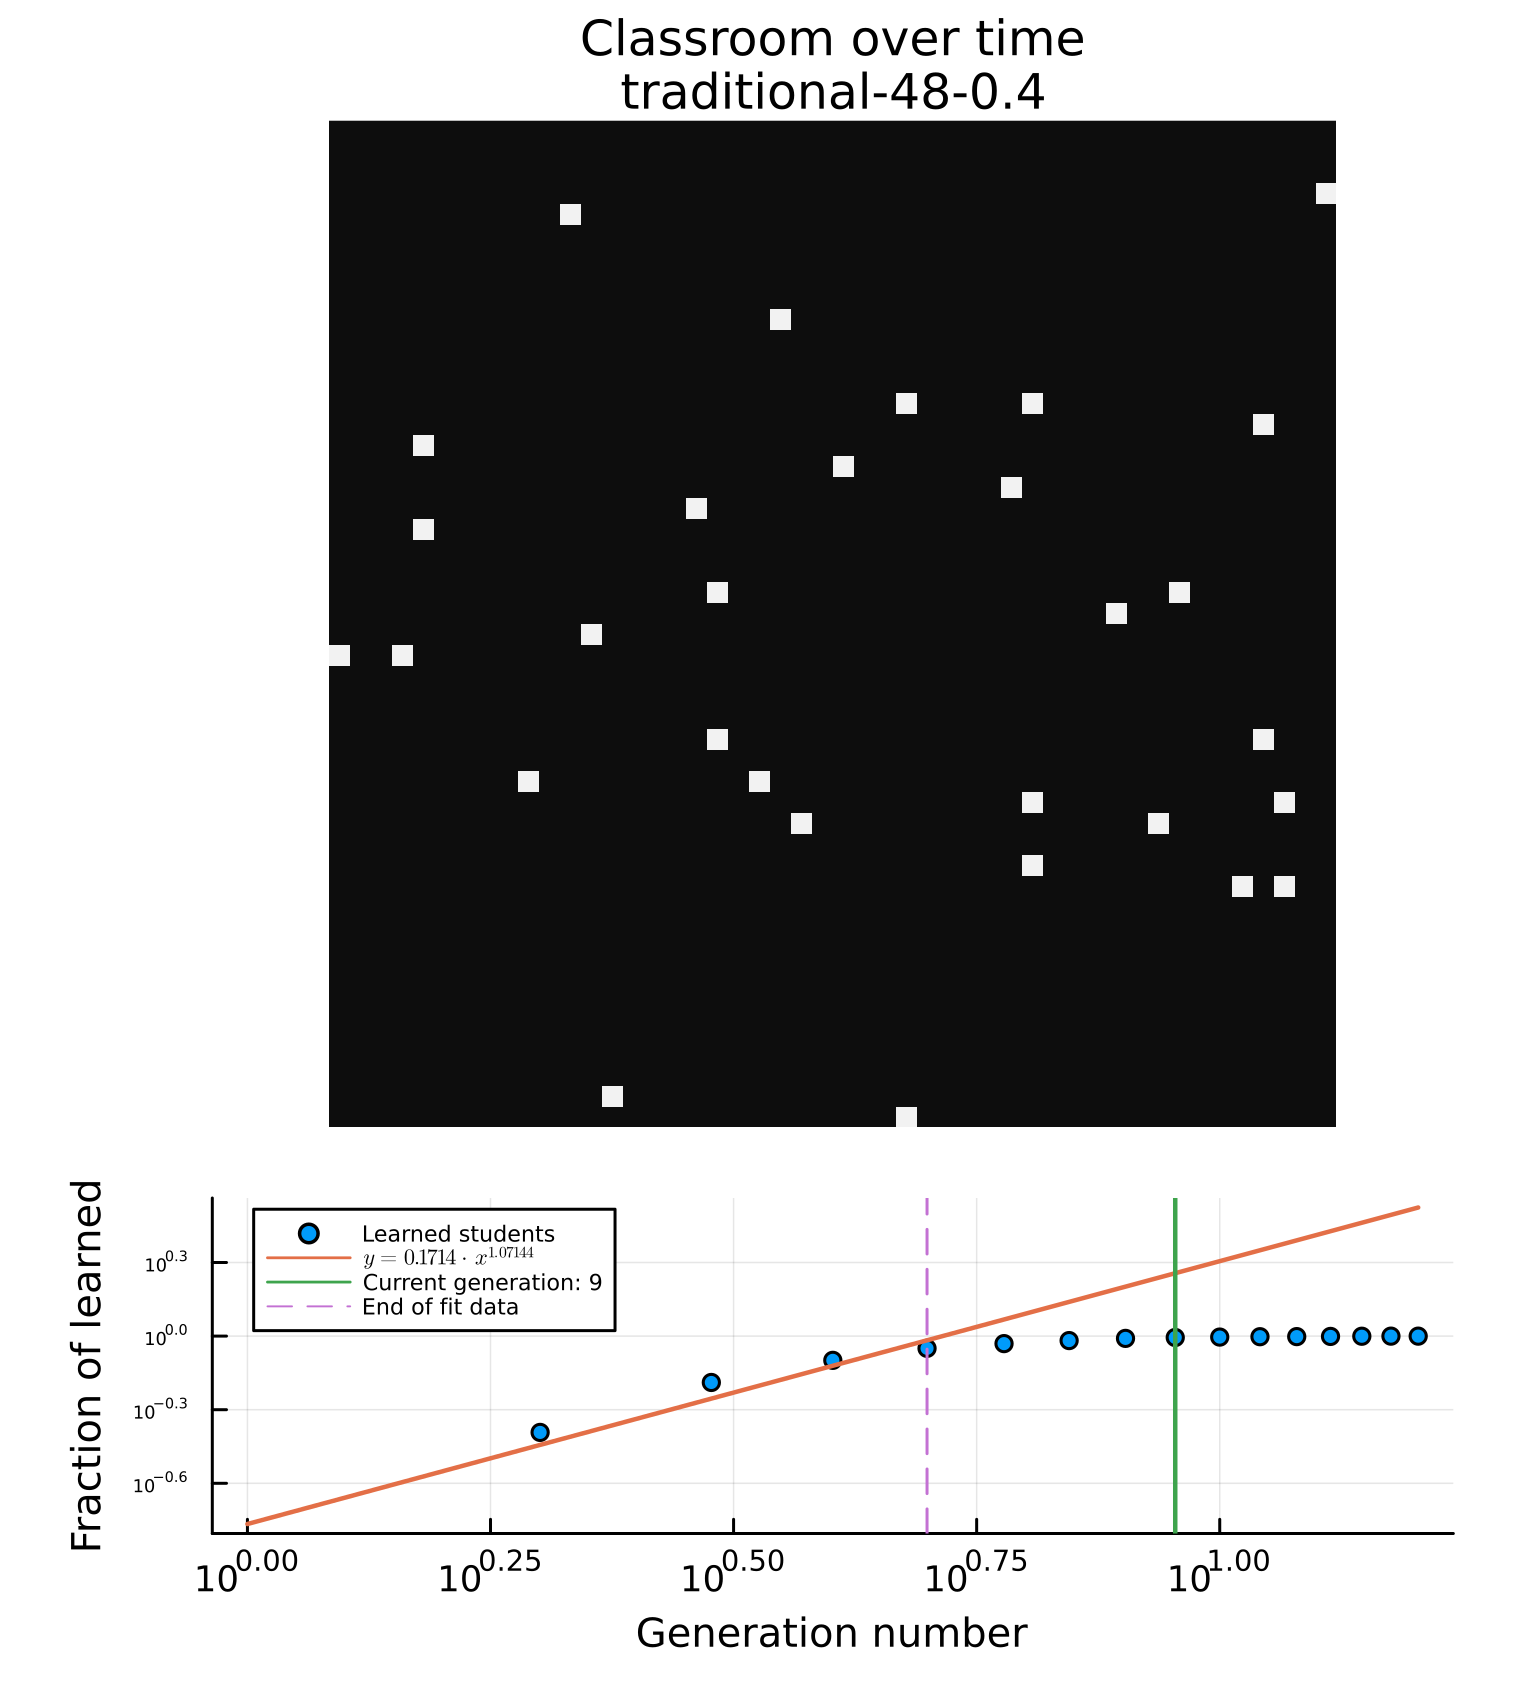 Classroom over time
traditional-48-0.4
Fraction of learned
Learned students
y = 0.1714 · x^1.07144
Current generation: 9
End of fit data
10^0.3
10^0.0
10^−0.3
10^−0.6
10^0.00 10^0.25 10^0.50 10^0.75 10^1.00
Generation number